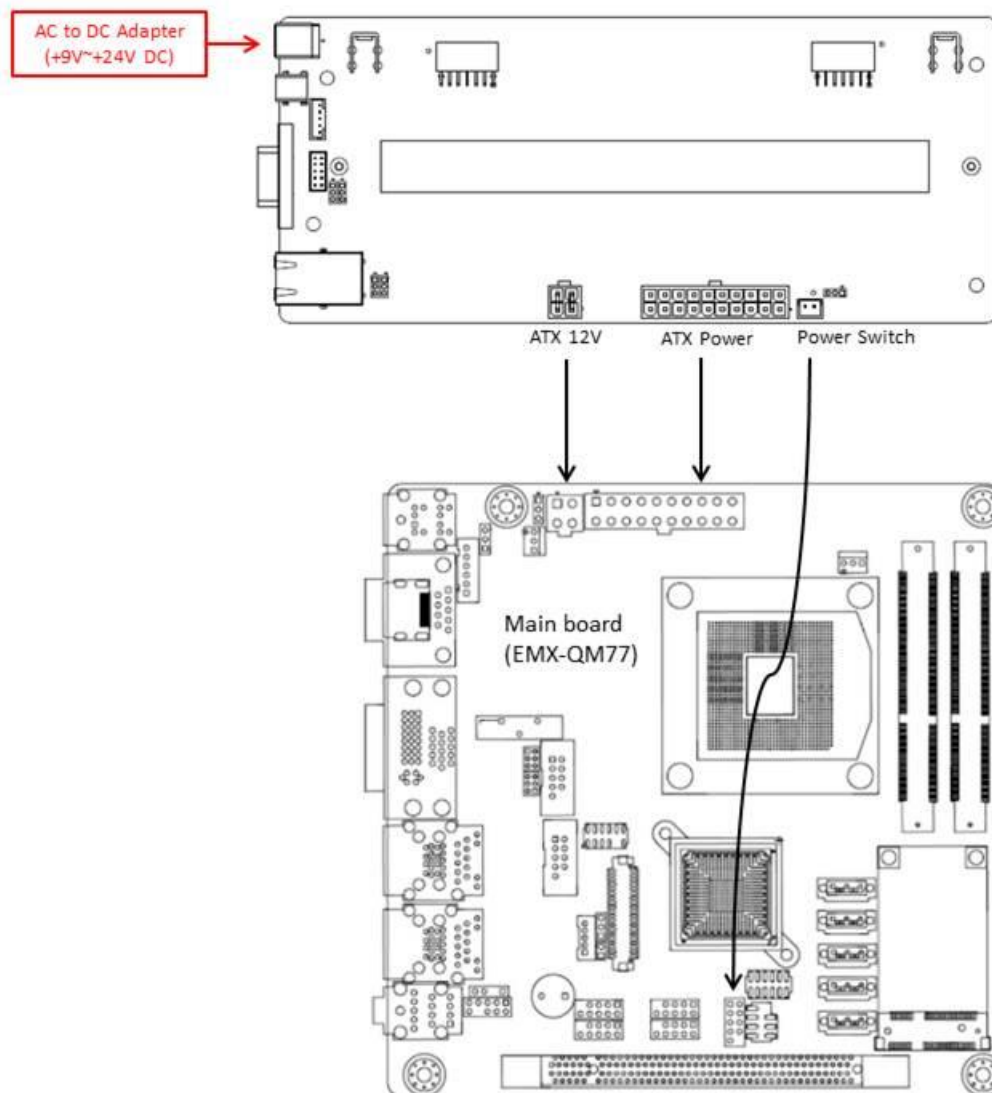 AC to DC Adapter
(+9V~+24V DC)
ATX 12V
ATX Power
Power Switch
Main board
(EMX-QM77)